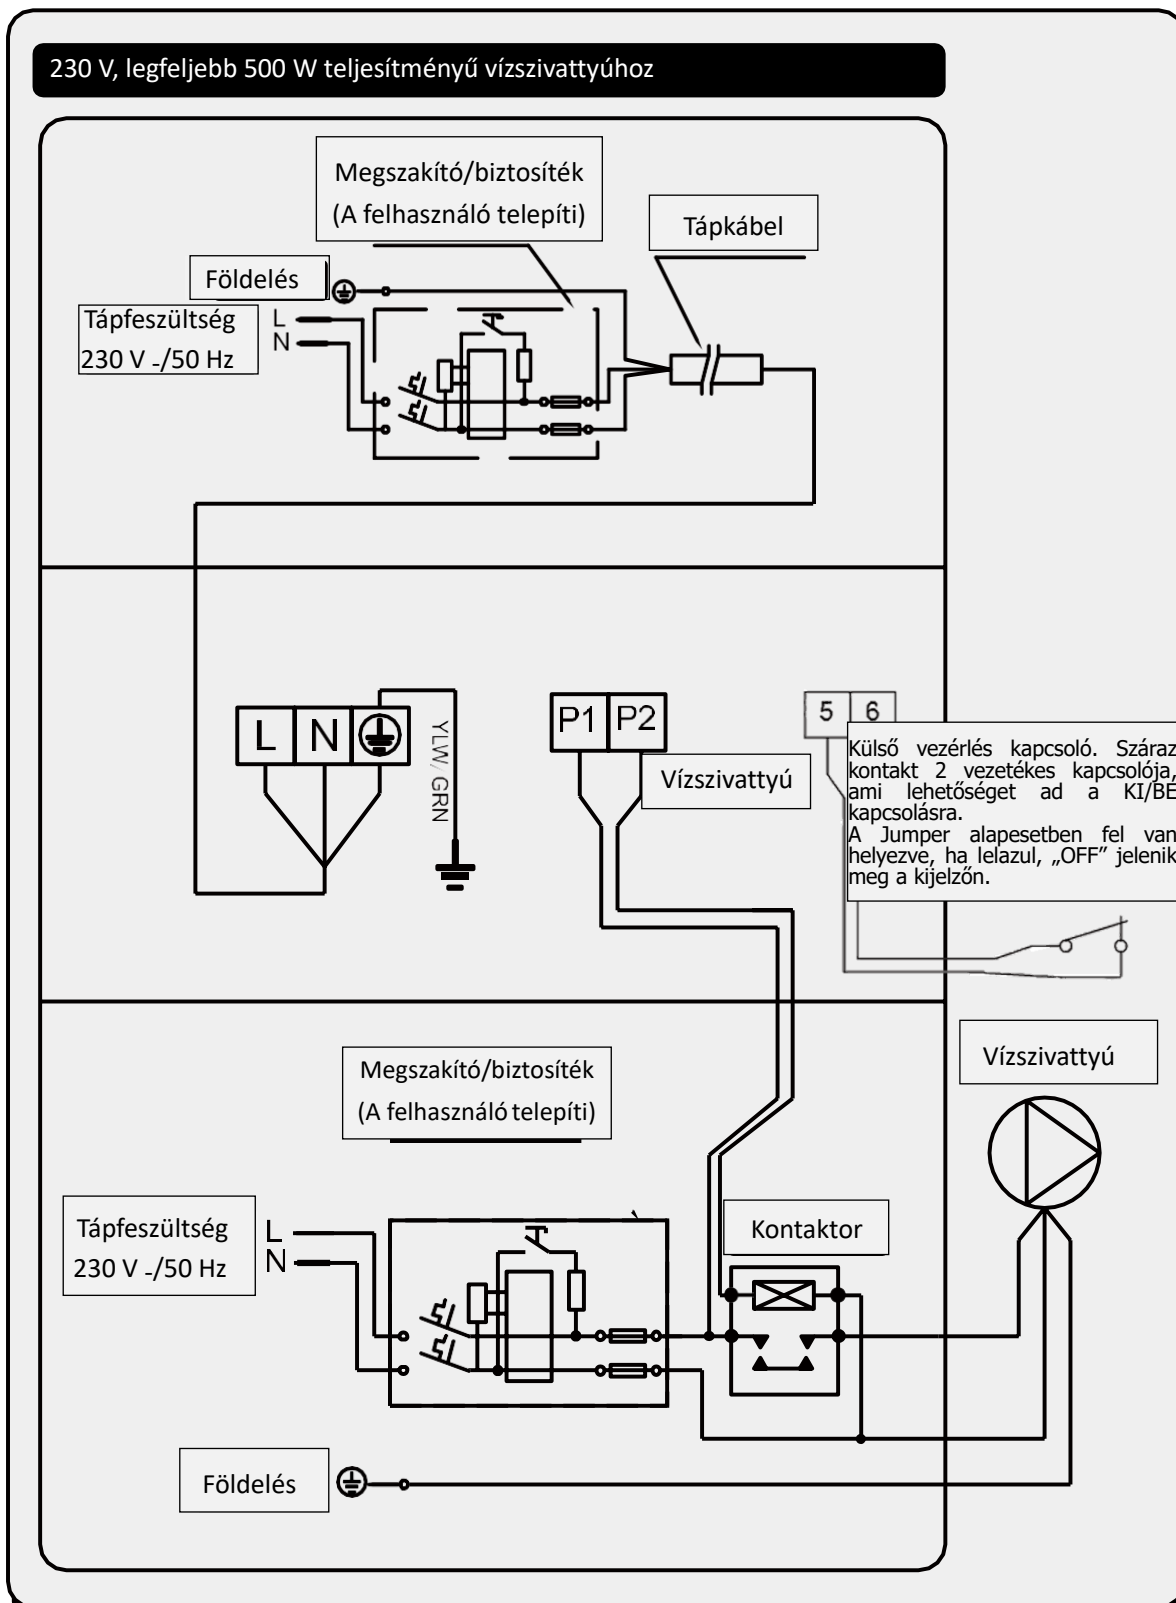 230 V, legfeljebb 500 W teljesítményű vízszivattyúhoz
Megszakító/biztosíték
(A felhasználó telepíti)
Tápkábel
Földelés
Tápfeszültség
230 V -/50 Hz
L
N
L N
YLW/GRN
P1 P2
Vízszivattyú
5 6
Külső vezérlés kapcsoló. Száraz
kontakt 2 vezetékes kapcsolója,
ami lehetőséget ad a KI/BE
kapcsolásra.
A Jumper alapesetben fel van
helyezve, ha lelazul, „OFF” jelenik
meg a kijelzőn.
Megszakító/biztosíték
(A felhasználó telepíti)
Vízszivattyú
Tápfeszültség
230 V -/50 Hz
L
N
Kontaktor
Földelés